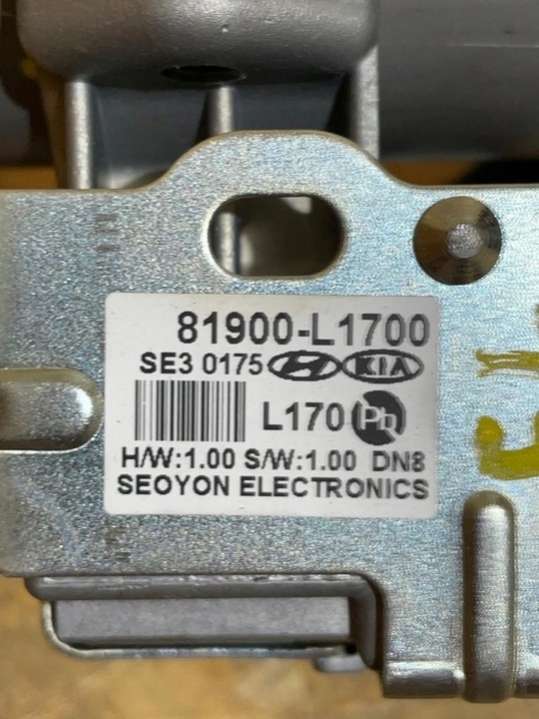 81900-L1700
SE3 0175 H KIA
L170 Pb
H/W:1.00 S/W:1.00 DN8
SEOYON ELECTRONICS